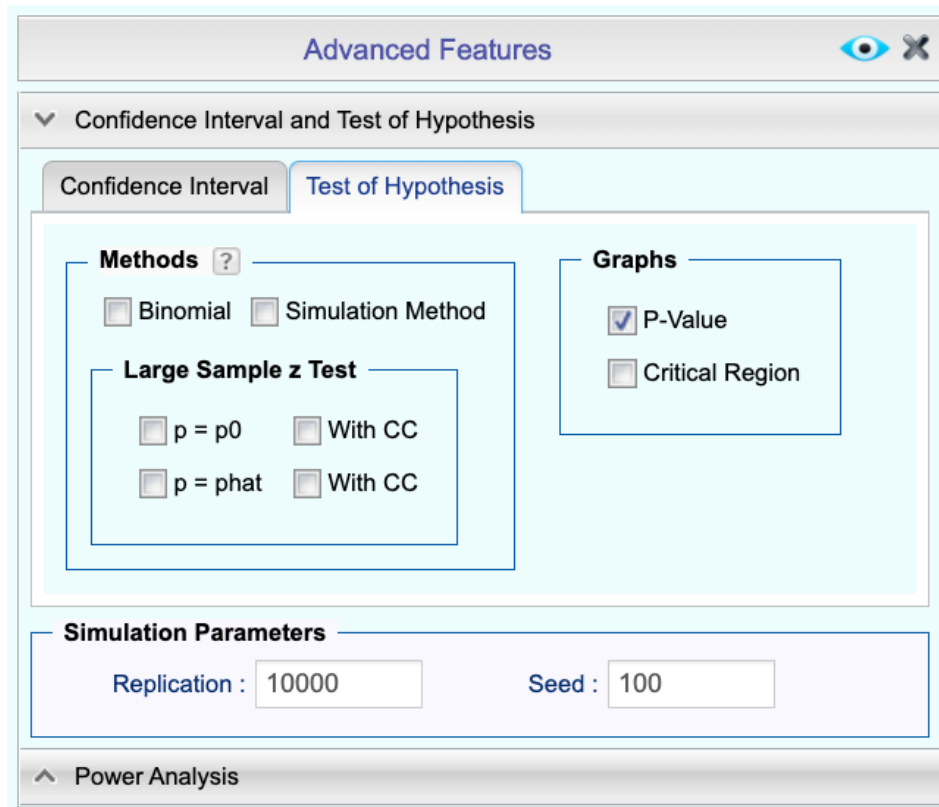 Advanced Features
Confidence Interval and Test of Hypothesis
Confidence Interval Test of Hypothesis
Methods ?
Binomial Simulation Method
Large Sample z Test
p = p0 With CC
p = phat With CC
Graphs
P-Value
Critical Region
Simulation Parameters
Replication : 10000 Seed : 100
Power Analysis